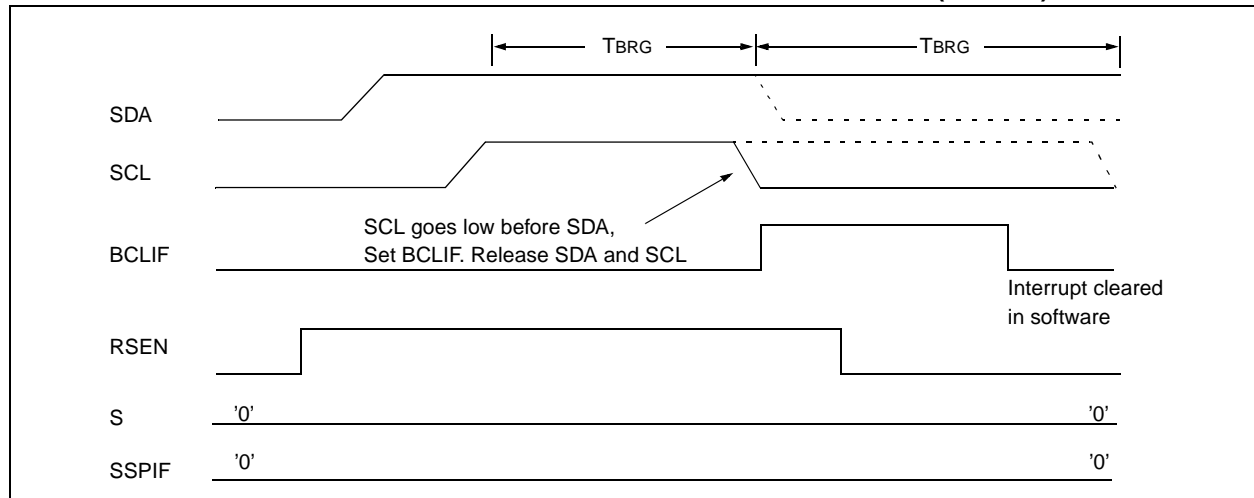 TBRG TBRG
SDA
SCL
SCL goes low before SDA,
Set BCLIF. Release SDA and SCL
BCLIF
Interrupt cleared
in software
RSEN
S '0' '0'
SSPIF '0' '0'